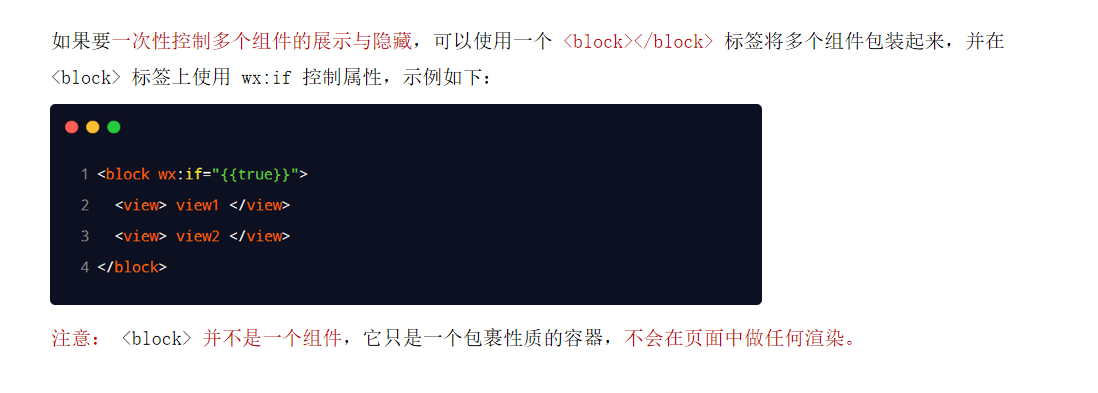 如果要一次性控制多个组件的展示与隐藏，可以使用一个 <block></block> 标签将多个组件包装起来，并在
<block> 标签上使用 wx:if 控制属性，示例如下：
1 <block wx:if="{{true}}">
2   <view> view1 </view>
3   <view> view2 </view>
4 </block>
注意： <block> 并不是一个组件，它只是一个包裹性质的容器，不会在页面中做任何渲染。